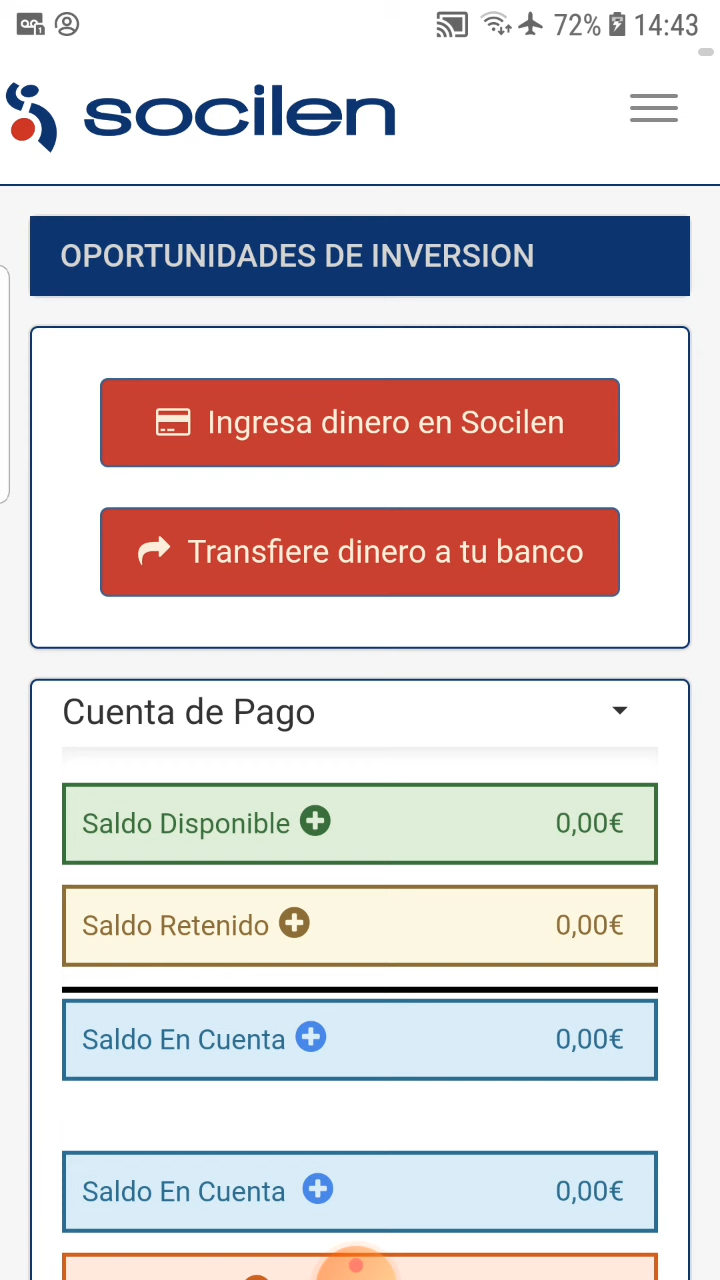 72% 14:43
socilen
OPORTUNIDADES DE INVERSION
Ingresa dinero en Socilen
Transfiere dinero a tu banco
Cuenta de Pago
Saldo Disponible 0,00€
Saldo Retenido 0,00€
Saldo En Cuenta 0,00€
Saldo En Cuenta 0,00€